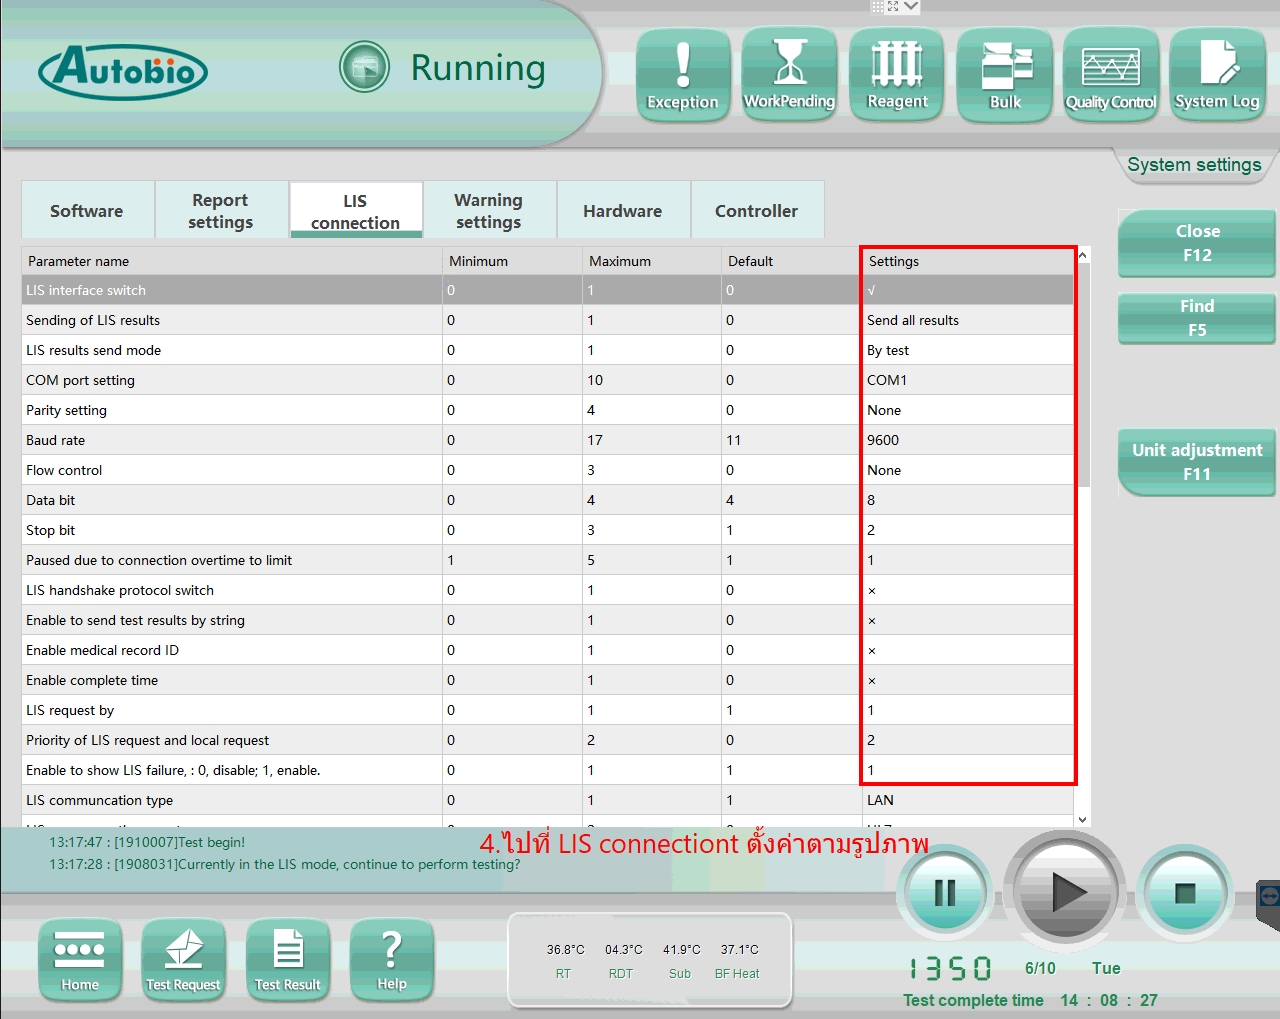 Autobio
Running
Exception
WorkPending
Reagent
Bulk
Quality Control
System Log
System settings
Software
Report settings
LIS connection
Warning settings
Hardware
Controller
Close
F12
Find
F5
Unit adjustment
F11
Parameter name Minimum Maximum Default Settings
LIS interface switch 0 1 0 √
Sending of LIS results 0 1 0 Send all results
LIS results send mode 0 1 0 By test
COM port setting 0 10 0 COM1
Parity setting 0 4 0 None
Baud rate 0 17 11 9600
Flow control 0 3 0 None
Data bit 0 4 4 8
Stop bit 0 3 1 2
Paused due to connection overtime to limit 1 5 1 1
LIS handshake protocol switch 0 1 0 ×
Enable to send test results by string 0 1 0 ×
Enable medical record ID 0 1 0 ×
Enable complete time 0 1 0 ×
LIS request by 0 1 1 1
Priority of LIS request and local request 0 2 0 2
Enable to show LIS failure, : 0, disable; 1, enable. 0 1 1 1
LIS communcation type 0 1 1 LAN
13:17:47 : [1910007]Test begin!
4.ไปที่ LIS connectiont ตั้งค่าตามรูปภาพ
13:17:28 : [1908031]Currently in the LIS mode, continue to perform testing?
Home
Test Request
Test Result
Help
36.8°C 04.3°C 41.9°C 37.1°C
RT RDT Sub BF Heat
1350 6/10 Tue
Test complete time 14 : 08 : 27